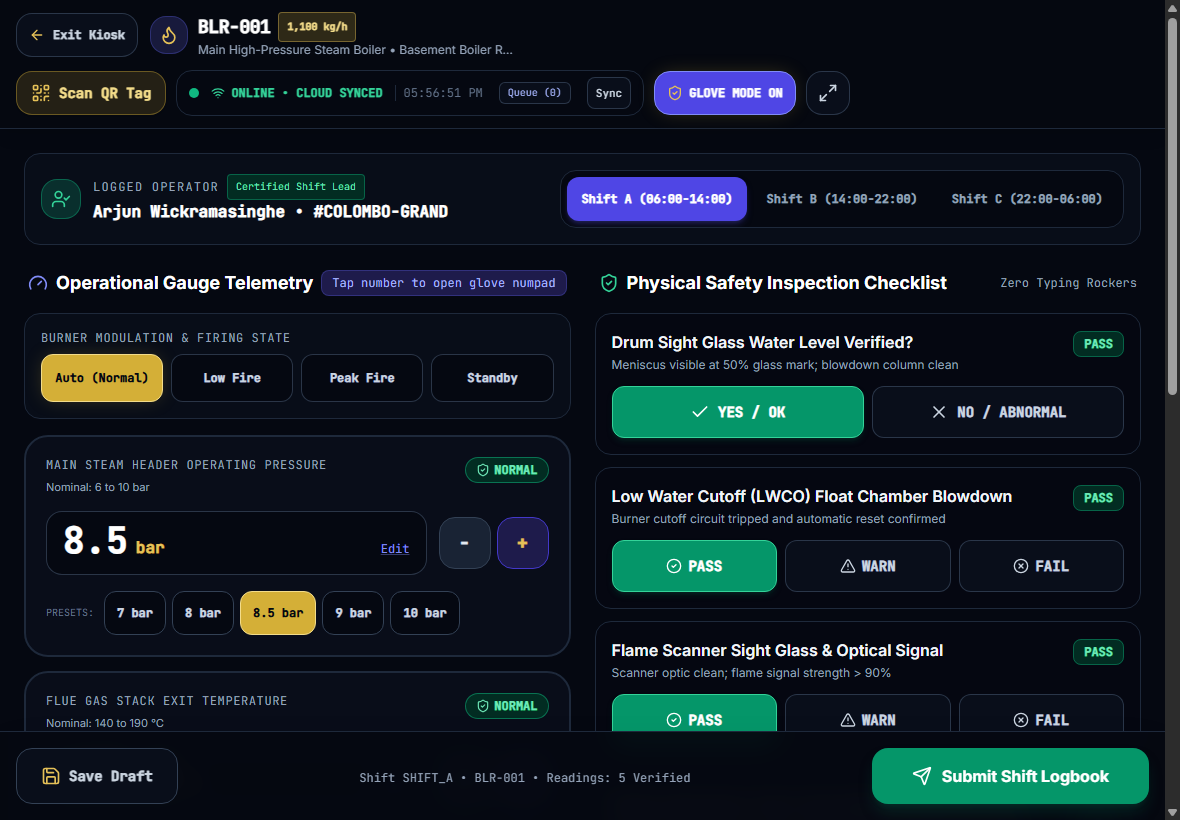 Exit Kiosk
BLR-001 1,100 kg/h
Main High-Pressure Steam Boiler • Basement Boiler R...
Scan QR Tag
ONLINE • CLOUD SYNCED 05:56:51 PM Queue (0) Sync
GLOVE MODE ON
LOGGED OPERATOR Certified Shift Lead
Arjun Wickramasinghe • #COLOMBO-GRAND
Shift A (06:00-14:00) Shift B (14:00-22:00) Shift C (22:00-06:00)
Operational Gauge Telemetry Tap number to open glove numpad
BURNER MODULATION & FIRING STATE
Auto (Normal) Low Fire Peak Fire Standby
MAIN STEAM HEADER OPERATING PRESSURE NORMAL
Nominal: 6 to 10 bar
8.5 bar Edit - +
PRESETS: 7 bar 8 bar 8.5 bar 9 bar 10 bar
FLUE GAS STACK EXIT TEMPERATURE NORMAL
Nominal: 140 to 190 °C
Physical Safety Inspection Checklist Zero Typing Rockers
Drum Sight Glass Water Level Verified? PASS
Meniscus visible at 50% glass mark; blowdown column clean
YES / OK NO / ABNORMAL
Low Water Cutoff (LWCO) Float Chamber Blowdown PASS
Burner cutoff circuit tripped and automatic reset confirmed
PASS WARN FAIL
Flame Scanner Sight Glass & Optical Signal PASS
Scanner optic clean; flame signal strength > 90%
PASS WARN FAIL
Save Draft Shift SHIFT_A • BLR-001 • Readings: 5 Verified Submit Shift Logbook